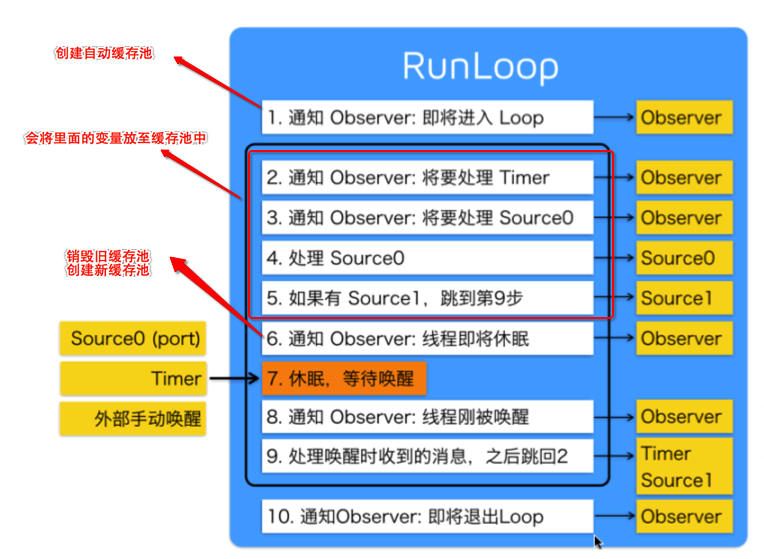 创建自动缓存池
RunLoop
1. 通知 Observer: 即将进入 Loop
Observer
会将里面的变量放至缓存池中
2. 通知 Observer: 将要处理 Timer
Observer
3. 通知 Observer: 将要处理 Source0
Observer
4. 处理 Source0
Source0
销毁旧缓存池
创建新缓存池
5. 如果有 Source1，跳到第9步
Source1
Source0 (port)
6. 通知 Observer: 线程即将休眠
Observer
Timer
7. 休眠，等待唤醒
外部手动唤醒
8. 通知 Observer: 线程刚被唤醒
Observer
9. 处理唤醒时收到的消息，之后跳回2
Timer
Source1
10. 通知Observer: 即将退出Loop
Observer